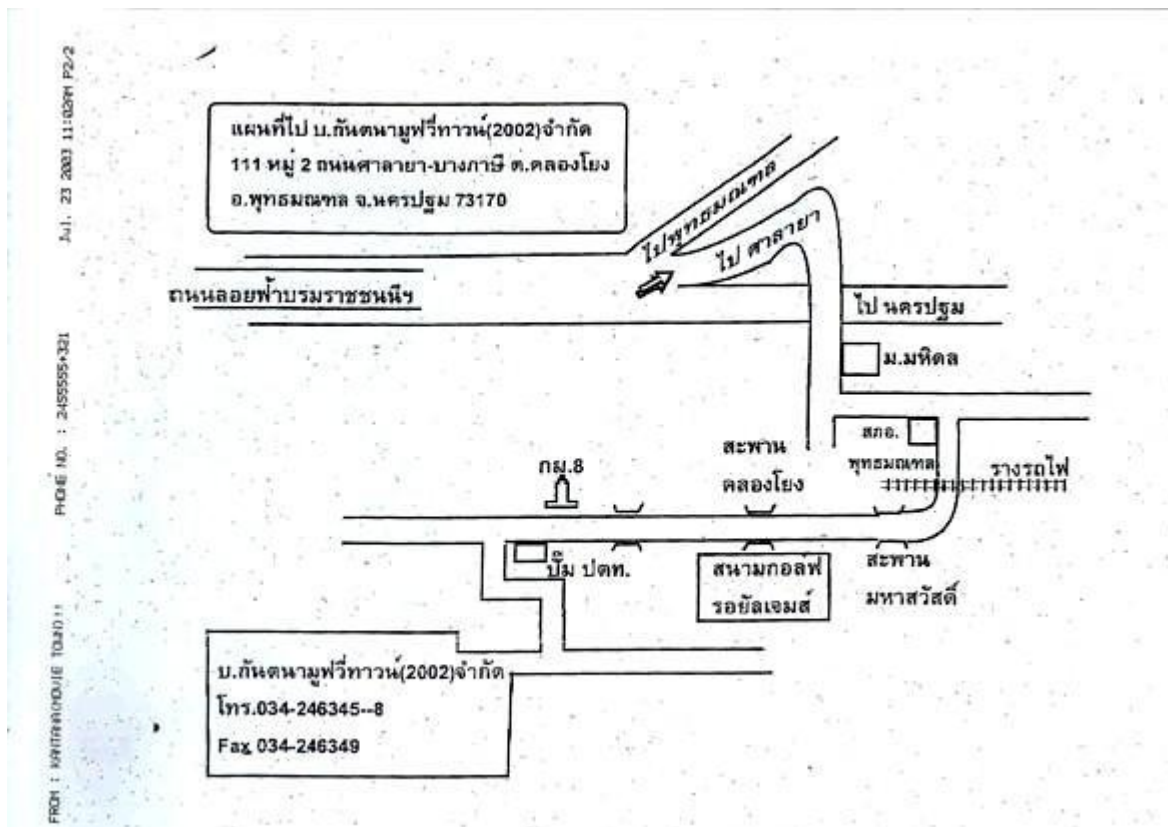 Jul. 23 2003 11:02AM P2/2
PHONE NO. : 2455555+321
FROM : KANTANA(MOVIE TOWN)!!
แผนที่ไป บ.กันตนามูฟวี่ทาวน์(2002)จำกัด
111 หมู่ 2 ถนนศาลายา-บางภาษี ต.คลองโยง
อ.พุทธมณฑล จ.นครปฐม 73170
ไปพุทธมณฑล
ไป ศาลายา
ถนนลอยฟ้าบรมราชชนนีฯ
ไป นครปฐม
ม.มหิดล
สภอ.
พุทธมณฑล
รางรถไฟ
สะพาน
คลองโยง
กม.8
ปั๊ม ปตท.
สนามกอล์ฟ
รอยัลเจมส์
สะพาน
มหาสวัสดิ์
บ.กันตนามูฟวี่ทาวน์(2002)จำกัด
โทร.034-246345--8
Fax 034-246349